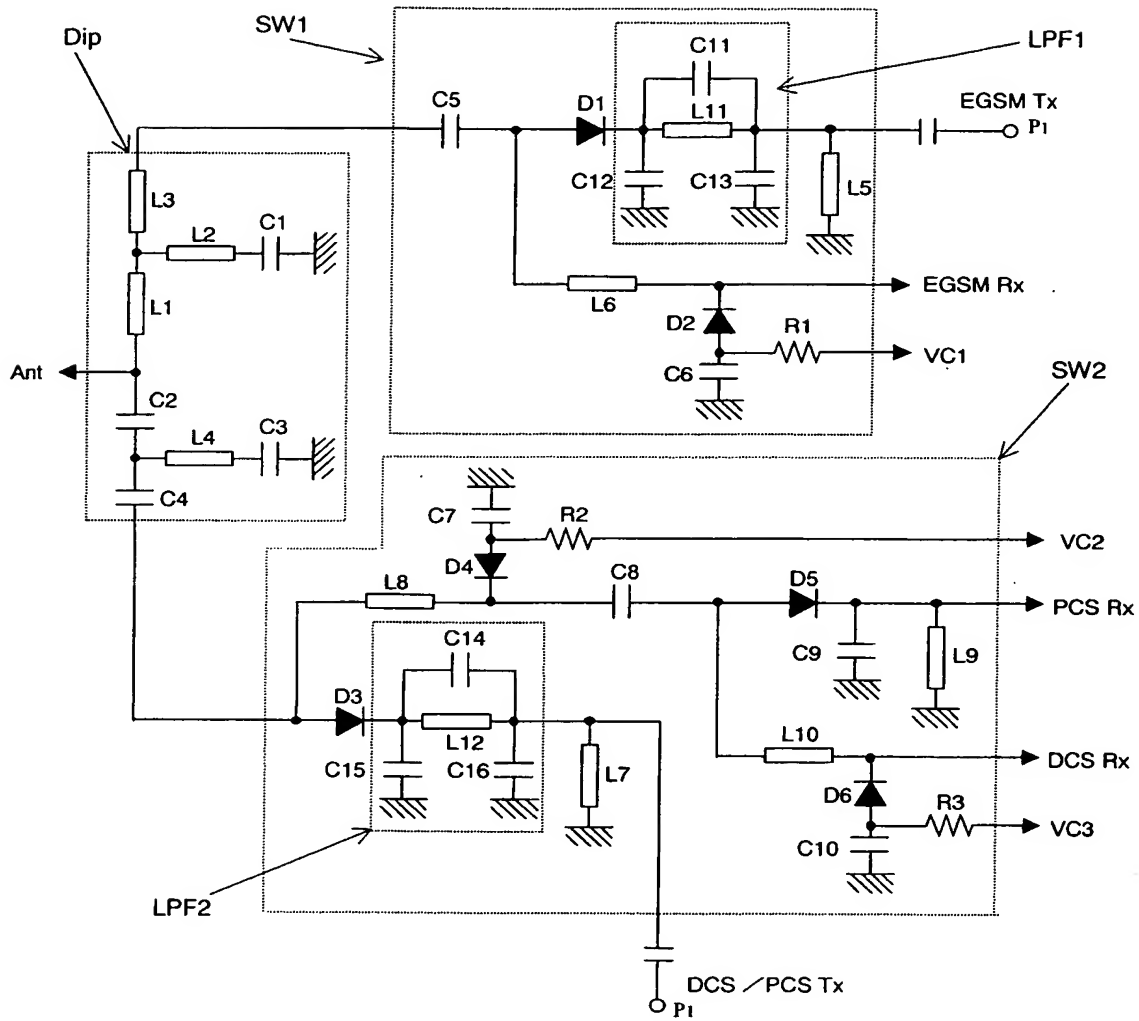 Dip
SW1
LPF1
C11
C5
D1
L11
EGSM Tx
P1
C12
C13
L5
L3
L2
C1
L1
L6
EGSM Rx
D2
R1
VC1
C6
SW2
Ant
C2
L4
C3
C4
C7
R2
VC2
D4
L8
C8
D5
PCS Rx
C9
L9
C14
D3
L12
C15
C16
L7
L10
DCS Rx
D6
R3
VC3
C10
LPF2
DCS /PCS Tx
P1